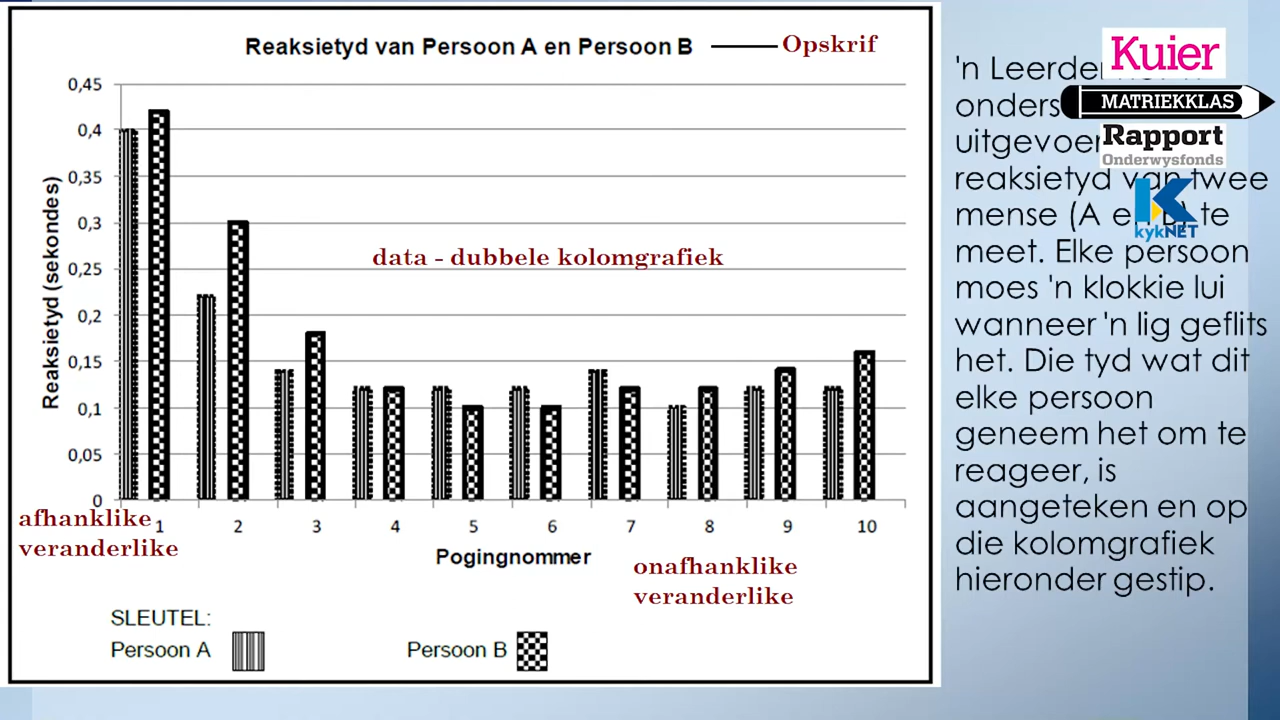 Reaksietyd van Persoon A en Persoon B
Opskrif
Reaksietyd (sekondes)
0,45
0,4
0,35
0,3
0,25
0,2
0,15
0,1
0,05
0
data - dubbele kolomgrafiek
1 2 3 4 5 6 7 8 9 10
afhanklike
veranderlike
Pogingnommer
onafhanklike
veranderlike
SLEUTEL:
Persoon A
Persoon B
'n
onders
uitgevoer
reaksietyd van twee
mense (A en B) te
meet. Elke persoon
moes 'n klokkie lui
wanneer 'n lig geflits
het. Die tyd wat dit
elke persoon
geneem het om te
reageer, is
aangeteken en op
die kolomgrafiek
hieronder gestip.
Kuier
MATRIEKKLAS
Rapport
Onderwysfonds
kykNET